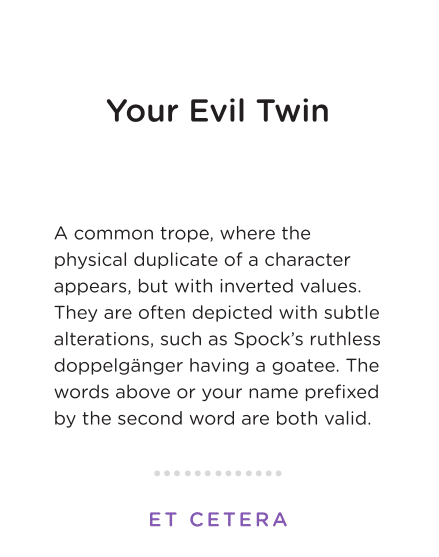 Your Evil Twin
A common trope, where the
physical duplicate of a character
appears, but with inverted values.
They are often depicted with subtle
alterations, such as Spock’s ruthless
doppelgänger having a goatee. The
words above or your name prefixed
by the second word are both valid.
ET CETERA